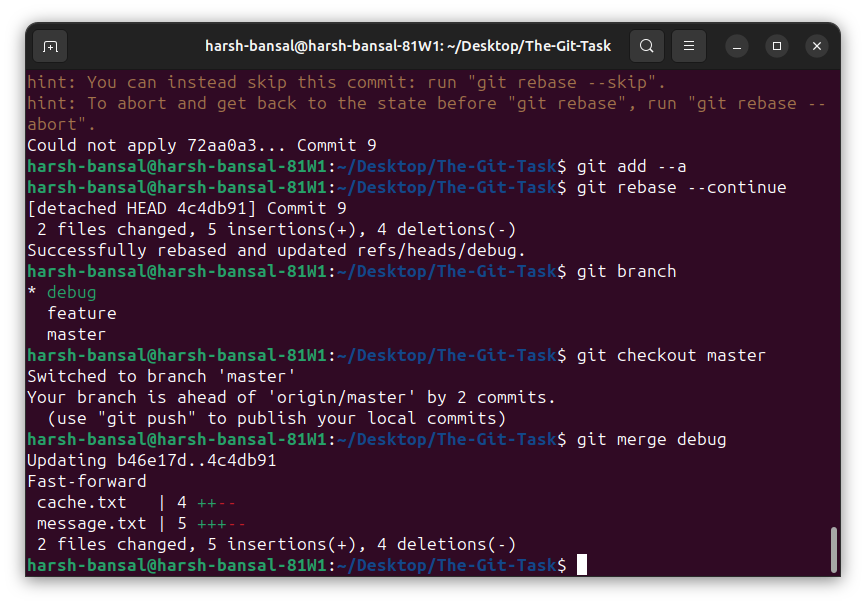 harsh-bansal@harsh-bansal-81W1: ~/Desktop/The-Git-Task
hint: You can instead skip this commit: run "git rebase --skip".
hint: To abort and get back to the state before "git rebase", run "git rebase --
abort".
Could not apply 72aa0a3... Commit 9
harsh-bansal@harsh-bansal-81W1:~/Desktop/The-Git-Task$ git add --a
harsh-bansal@harsh-bansal-81W1:~/Desktop/The-Git-Task$ git rebase --continue
[detached HEAD 4c4db91] Commit 9
 2 files changed, 5 insertions(+), 4 deletions(-)
Successfully rebased and updated refs/heads/debug.
harsh-bansal@harsh-bansal-81W1:~/Desktop/The-Git-Task$ git branch
* debug
  feature
  master
harsh-bansal@harsh-bansal-81W1:~/Desktop/The-Git-Task$ git checkout master
Switched to branch 'master'
Your branch is ahead of 'origin/master' by 2 commits.
  (use "git push" to publish your local commits)
harsh-bansal@harsh-bansal-81W1:~/Desktop/The-Git-Task$ git merge debug
Updating b46e17d..4c4db91
Fast-forward
 cache.txt   | 4 ++--
 message.txt | 5 +++--
 2 files changed, 5 insertions(+), 4 deletions(-)
harsh-bansal@harsh-bansal-81W1:~/Desktop/The-Git-Task$